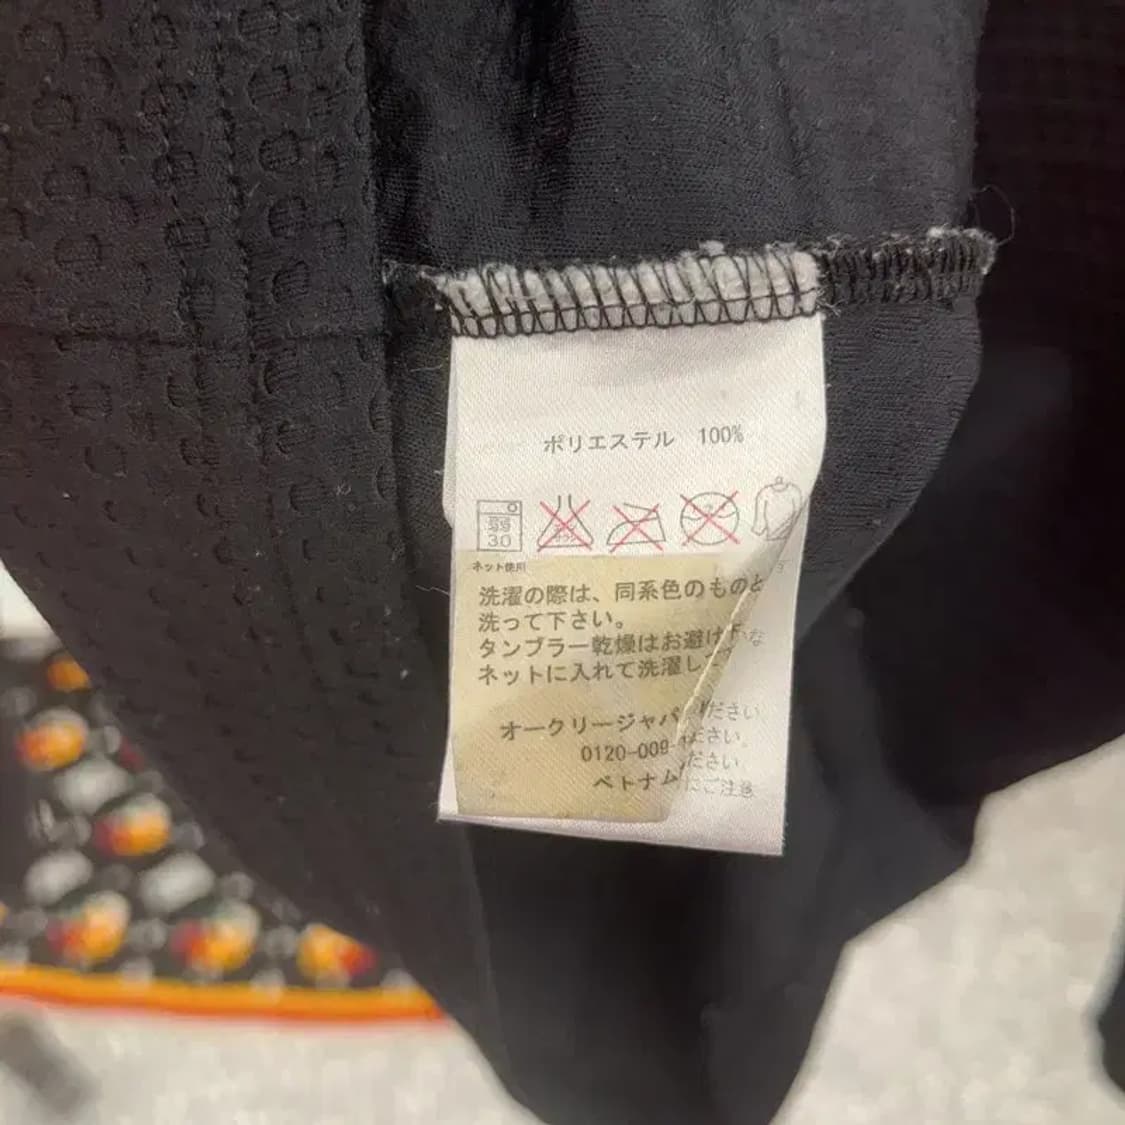 ポリエステル 100%
30
ネット使用
洗濯の際は、同系色のものと
洗って下さい。
タンブラー乾燥はお避け下
ネットに入れて洗濯し
オークリージャパ
0120-009-
ベトナム
ださい
ださい。
ださい
にご注意